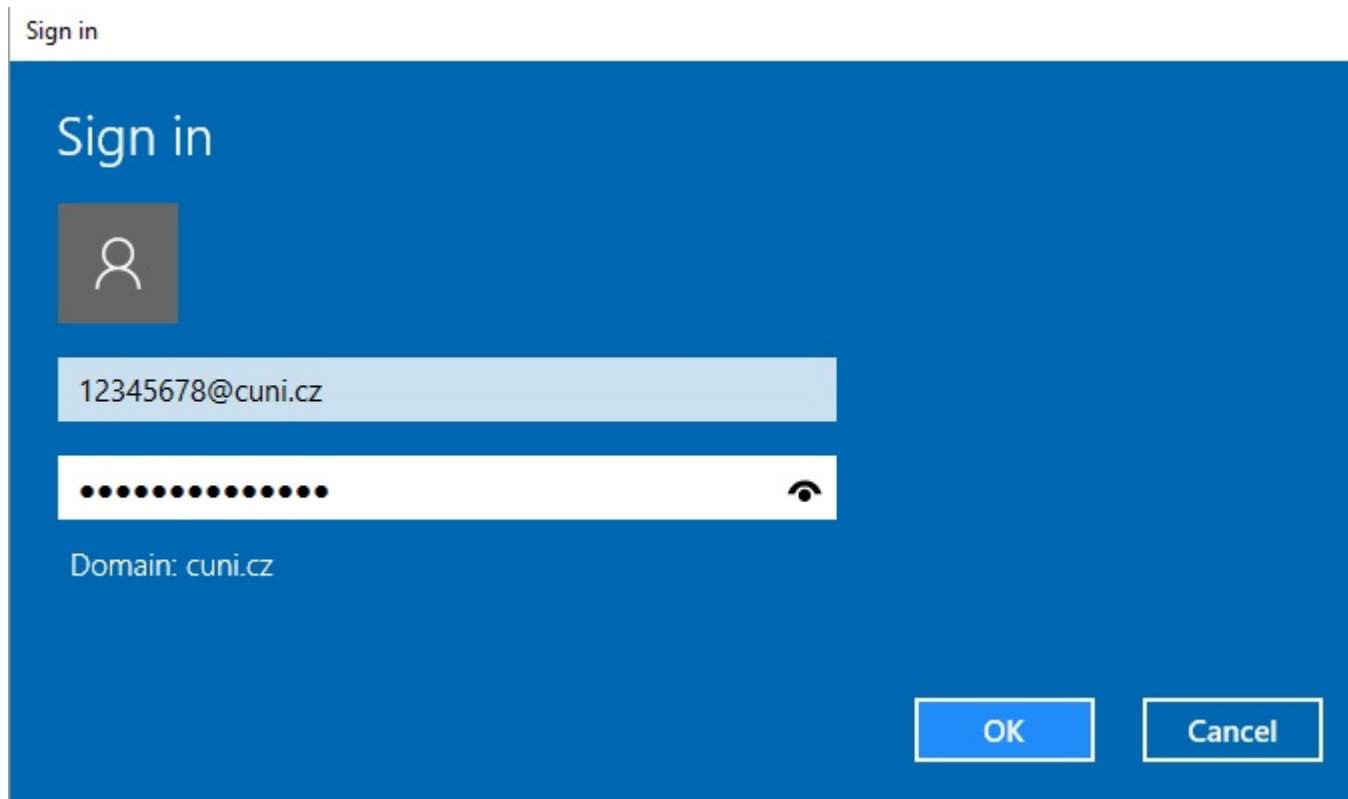 Sign in
Sign in
12345678@cuni.cz
••••••••••••••
Domain: cuni.cz
OK Cancel